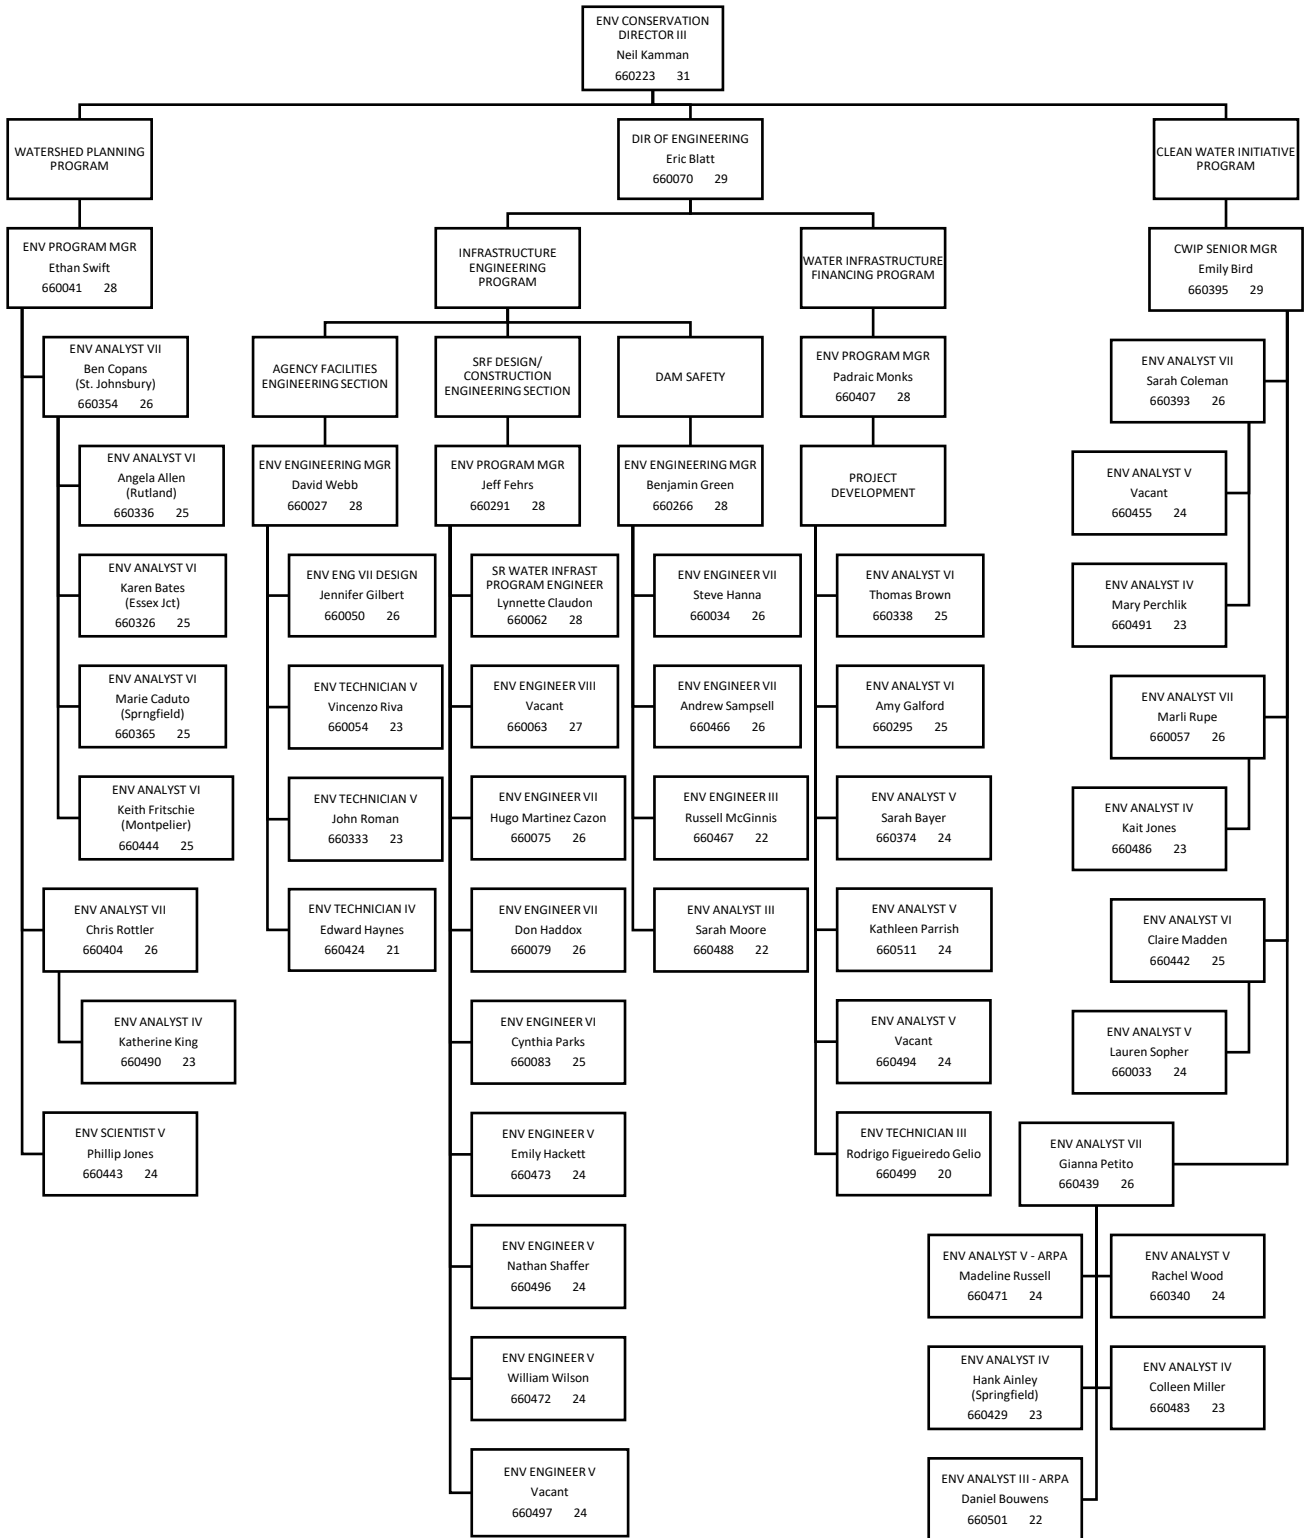 ENV CONSERVATION
DIRECTOR III
Neil Kamman
660223 31
WATERSHED PLANNING
PROGRAM
DIR OF ENGINEERING
Eric Blatt
660070 29
CLEAN WATER INITIATIVE
PROGRAM
ENV PROGRAM MGR
Ethan Swift
660041 28
INFRASTRUCTURE
ENGINEERING
PROGRAM
WATER INFRASTRUCTURE
FINANCING PROGRAM
CWIP SENIOR MGR
Emily Bird
660395 29
ENV ANALYST VII
Ben Copans
(St. Johnsbury)
660354 26
AGENCY FACILITIES
ENGINEERING SECTION
SRF DESIGN/
CONSTRUCTION
ENGINEERING SECTION
DAM SAFETY
ENV PROGRAM MGR
Padraic Monks
660407 28
ENV ANALYST VII
Sarah Coleman
660393 26
ENV ANALYST VI
Angela Allen
(Rutland)
660336 25
ENV ENGINEERING MGR
David Webb
660027 28
ENV PROGRAM MGR
Jeff Fehrs
660291 28
ENV ENGINEERING MGR
Benjamin Green
660266 28
PROJECT
DEVELOPMENT
ENV ANALYST V
Vacant
660455 24
ENV ANALYST VI
Karen Bates
(Essex Jct)
660326 25
ENV ENG VII DESIGN
Jennifer Gilbert
660050 26
SR WATER INFRAST
PROGRAM ENGINEER
Lynnette Claudon
660062 28
ENV ENGINEER VII
Steve Hanna
660034 26
ENV ANALYST VI
Thomas Brown
660338 25
ENV ANALYST IV
Mary Perchlik
660491 23
ENV ANALYST VI
Marie Caduto
(Sprngfield)
660365 25
ENV TECHNICIAN V
Vincenzo Riva
660054 23
ENV ENGINEER VIII
Vacant
660063 27
ENV ENGINEER VII
Andrew Sampsell
660466 26
ENV ANALYST VI
Amy Galford
660295 25
ENV ANALYST VII
Marli Rupe
660057 26
ENV ANALYST VI
Keith Fritschie
(Montpelier)
660444 25
ENV TECHNICIAN V
John Roman
660333 23
ENV ENGINEER VII
Hugo Martinez Cazon
660075 26
ENV ENGINEER III
Russell McGinnis
660467 22
ENV ANALYST V
Sarah Bayer
660374 24
ENV ANALYST IV
Kait Jones
660486 23
ENV ANALYST VII
Chris Rottler
660404 26
ENV TECHNICIAN IV
Edward Haynes
660424 21
ENV ENGINEER VII
Don Haddox
660079 26
ENV ANALYST III
Sarah Moore
660488 22
ENV ANALYST V
Kathleen Parrish
660511 24
ENV ANALYST VI
Claire Madden
660442 25
ENV ANALYST IV
Katherine King
660490 23
ENV ENGINEER VI
Cynthia Parks
660083 25
ENV ANALYST V
Vacant
660494 24
ENV ANALYST V
Lauren Sopher
660033 24
ENV SCIENTIST V
Phillip Jones
660443 24
ENV ENGINEER V
Emily Hackett
660473 24
ENV TECHNICIAN III
Rodrigo Figueiredo Gelio
660499 20
ENV ANALYST VII
Gianna Petito
660439 26
ENV ENGINEER V
Nathan Shaffer
660496 24
ENV ANALYST V - ARPA
Madeline Russell
660471 24
ENV ANALYST V
Rachel Wood
660340 24
ENV ENGINEER V
William Wilson
660472 24
ENV ANALYST IV
Hank Ainley
(Springfield)
660429 23
ENV ANALYST IV
Colleen Miller
660483 23
ENV ENGINEER V
Vacant
660497 24
ENV ANALYST III - ARPA
Daniel Bouwens
660501 22